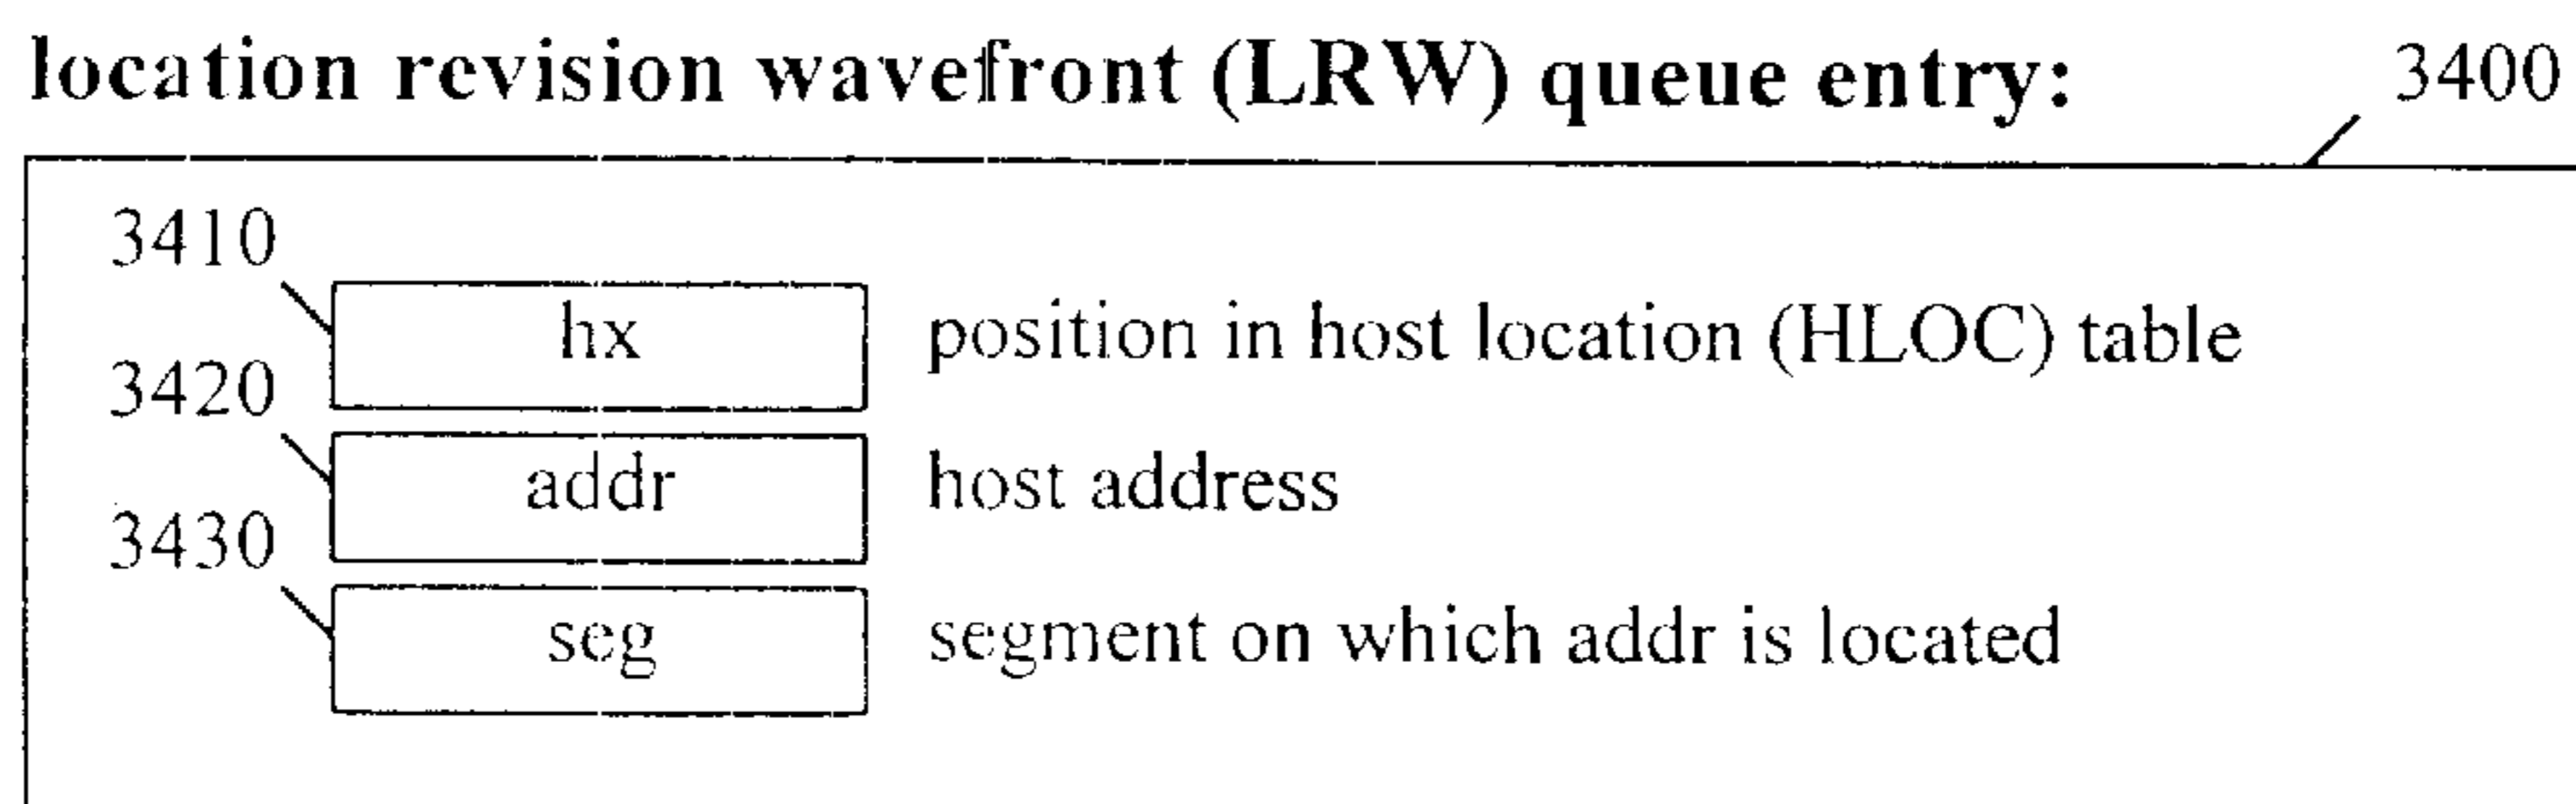 location revision wavefront (LRW) queue entry: 3400
3410
hx position in host location (HLOC) table
3420
addr host address
3430
seg segment on which addr is located